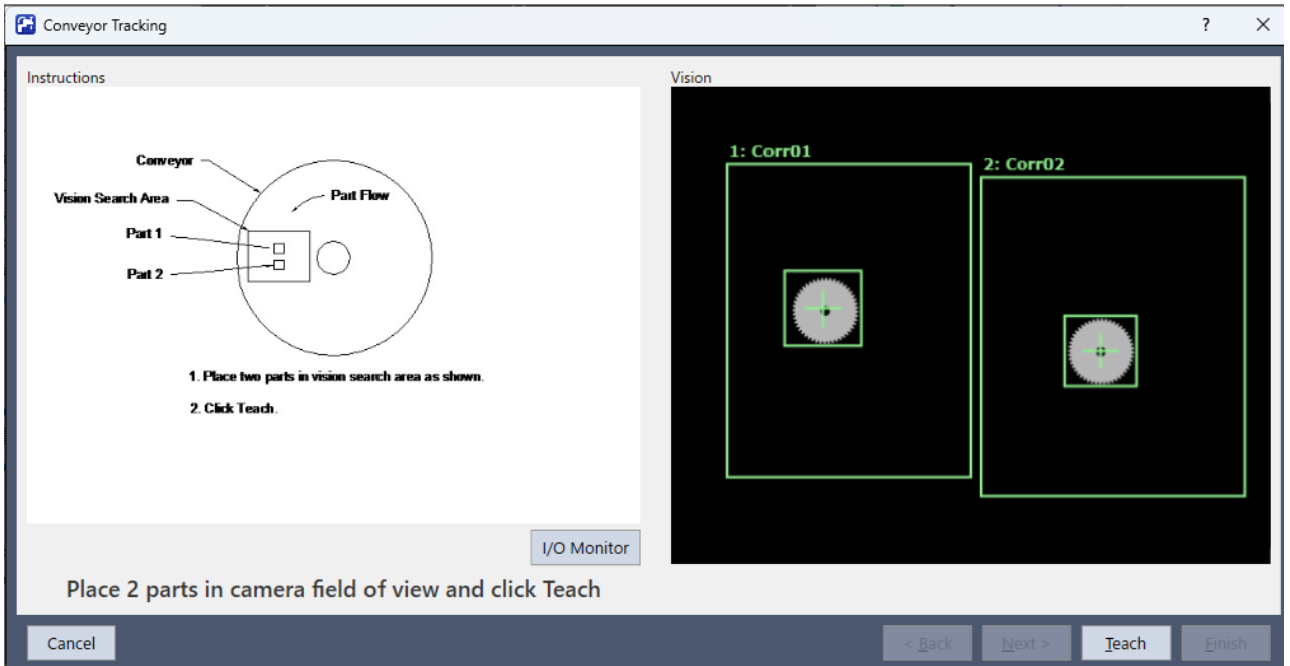 Conveyor Tracking
?
Instructions
Vision
Conveyor
Vision Search Area
Part Flow
Part 1
Part 2
1. Place two parts in vision search area as shown.
2. Click Teach.
1: Corr01
2: Corr02
I/O Monitor
Place 2 parts in camera field of view and click Teach
Cancel
< Back
Next >
Teach
Finish